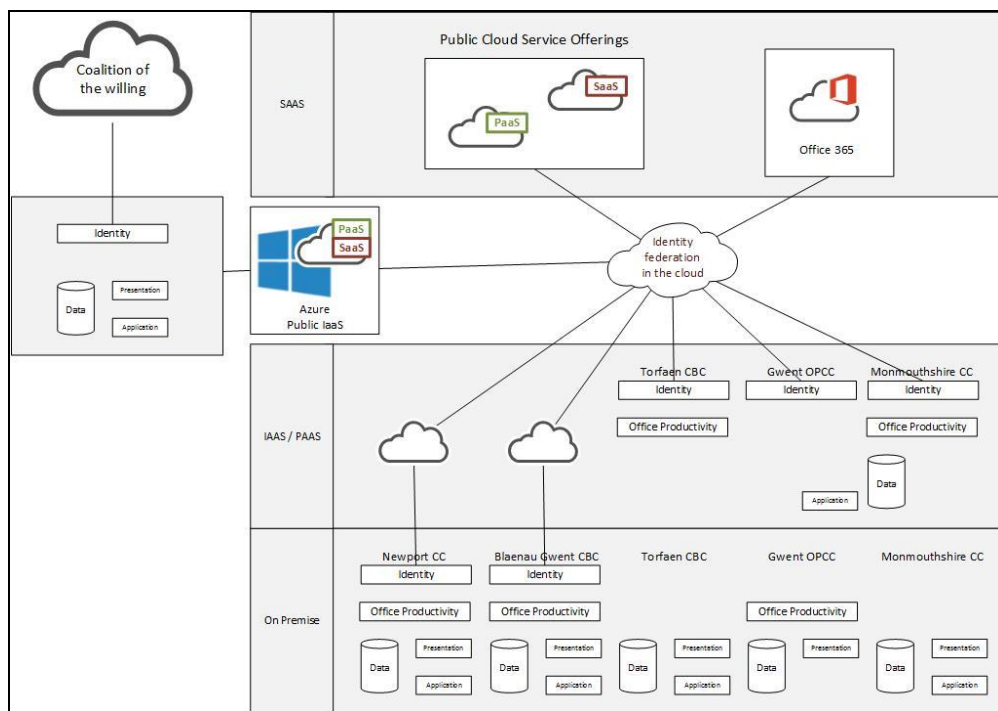 Coalition of
the willing
Identity
Data
Presentation
Application
SAAS
Public Cloud Service Offerings
PaaS
SaaS
Office 365
PaaS
SaaS
Azure
Public IaaS
Identity
federation
in the cloud
IAAS / PAAS
Torfaen CBC
Gwent OPCC
Monmouthshire CC
Identity
Identity
Identity
Office Productivity
Office Productivity
Application
Data
On Premise
Newport CC
Blaenau Gwent CBC
Torfaen CBC
Gwent OPCC
Monmouthshire CC
Identity
Identity
Office Productivity
Office Productivity
Office Productivity
Data
Presentation
Application
Data
Presentation
Application
Data
Presentation
Application
Data
Presentation
Data
Presentation
Application